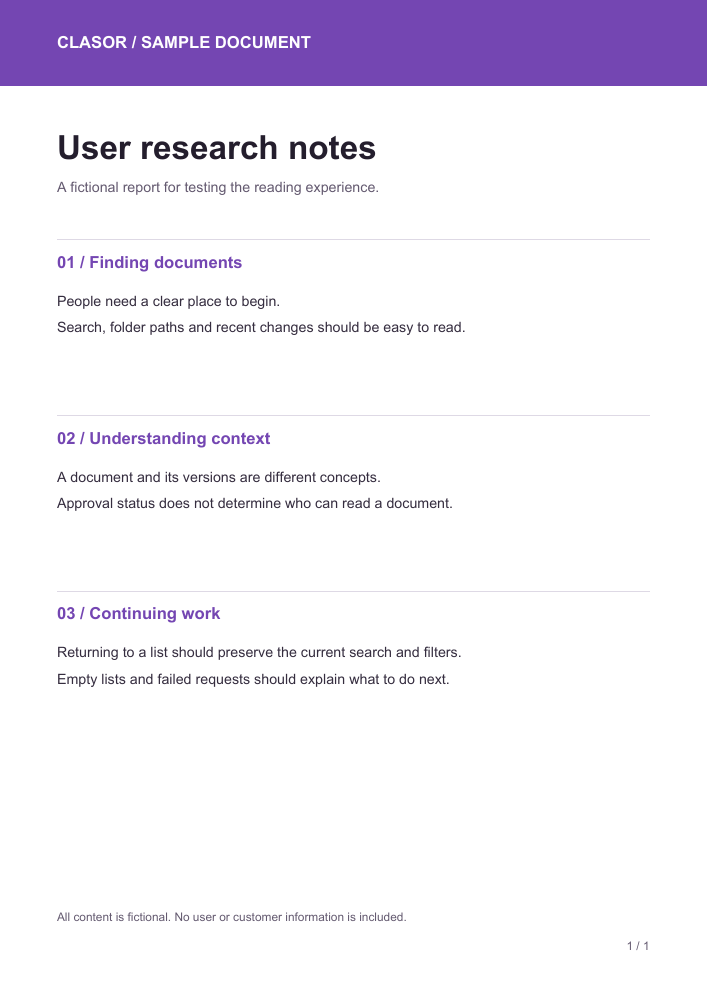 CLASOR / SAMPLE DOCUMENT
User research notes
A fictional report for testing the reading experience.
01 / Finding documents
People need a clear place to begin.
Search, folder paths and recent changes should be easy to read.
02 / Understanding context
A document and its versions are different concepts.
Approval status does not determine who can read a document.
03 / Continuing work
Returning to a list should preserve the current search and filters.
Empty lists and failed requests should explain what to do next.
All content is fictional. No user or customer information is included.
1 / 1